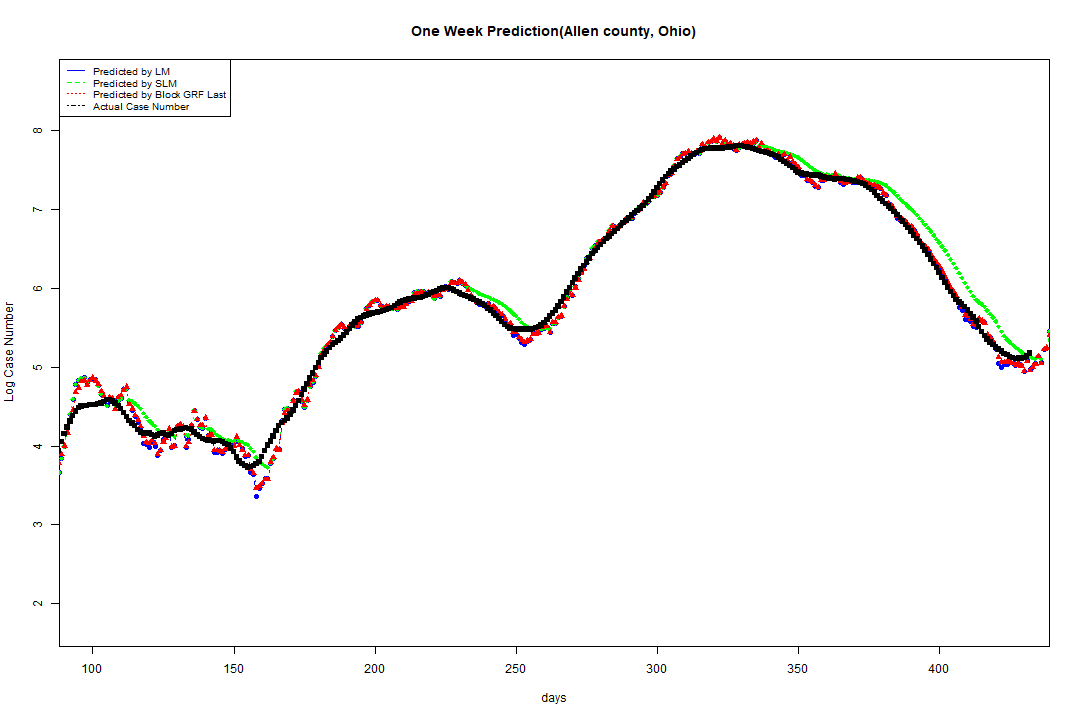 One Week Prediction(Allen county, Ohio)
Predicted by LM
Predicted by SLM
Predicted by Block GRF Last
Actual Case Number
8
7
6
5
4
3
2
Log Case Number
100 150 200 250 300 350 400
days